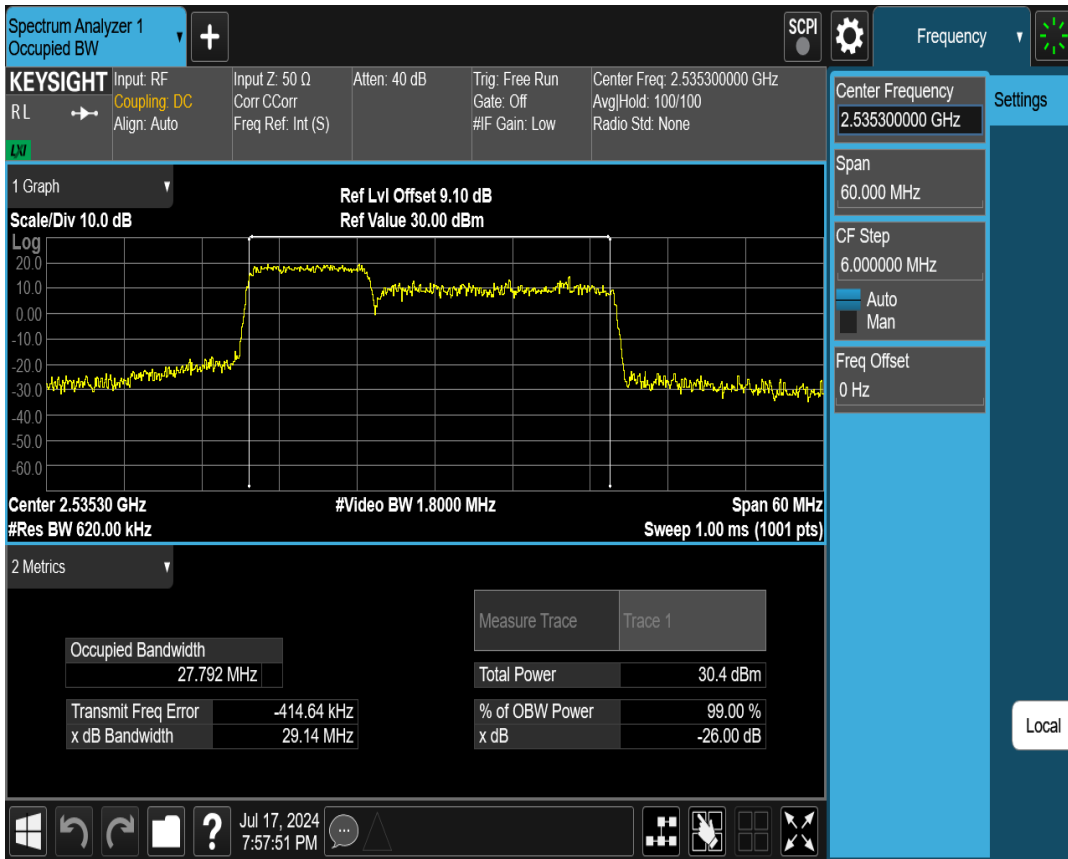 Spectrum Analyzer 1
Occupied BW
+
SCPI
Frequency
KEYSIGHT
RL
LXI
Input: RF
Coupling: DC
Align: Auto
Input Z: 50 Ω
Corr CCorr
Freq Ref: Int (S)
Atten: 40 dB
Trig: Free Run
Gate: Off
#IF Gain: Low
Center Freq: 2.535300000 GHz
Avg|Hold: 100/100
Radio Std: None
Center Frequency
2.535300000 GHz
Settings
Span
60.000 MHz
CF Step
6.000000 MHz
Auto
Man
Freq Offset
0 Hz
Local
1 Graph
Scale/Div 10.0 dB
Ref Lvl Offset 9.10 dB
Ref Value 30.00 dBm
Log
20.0
10.0
0.00
-10.0
-20.0
-30.0
-40.0
-50.0
-60.0
Center 2.53530 GHz
#Video BW 1.8000 MHz
Span 60 MHz
#Res BW 620.00 kHz
Sweep 1.00 ms (1001 pts)
2 Metrics
Measure Trace
Trace 1
Occupied Bandwidth
27.792 MHz
Total Power
30.4 dBm
Transmit Freq Error
-414.64 kHz
% of OBW Power
99.00 %
x dB Bandwidth
29.14 MHz
x dB
-26.00 dB
?
Jul 17, 2024
7:57:51 PM